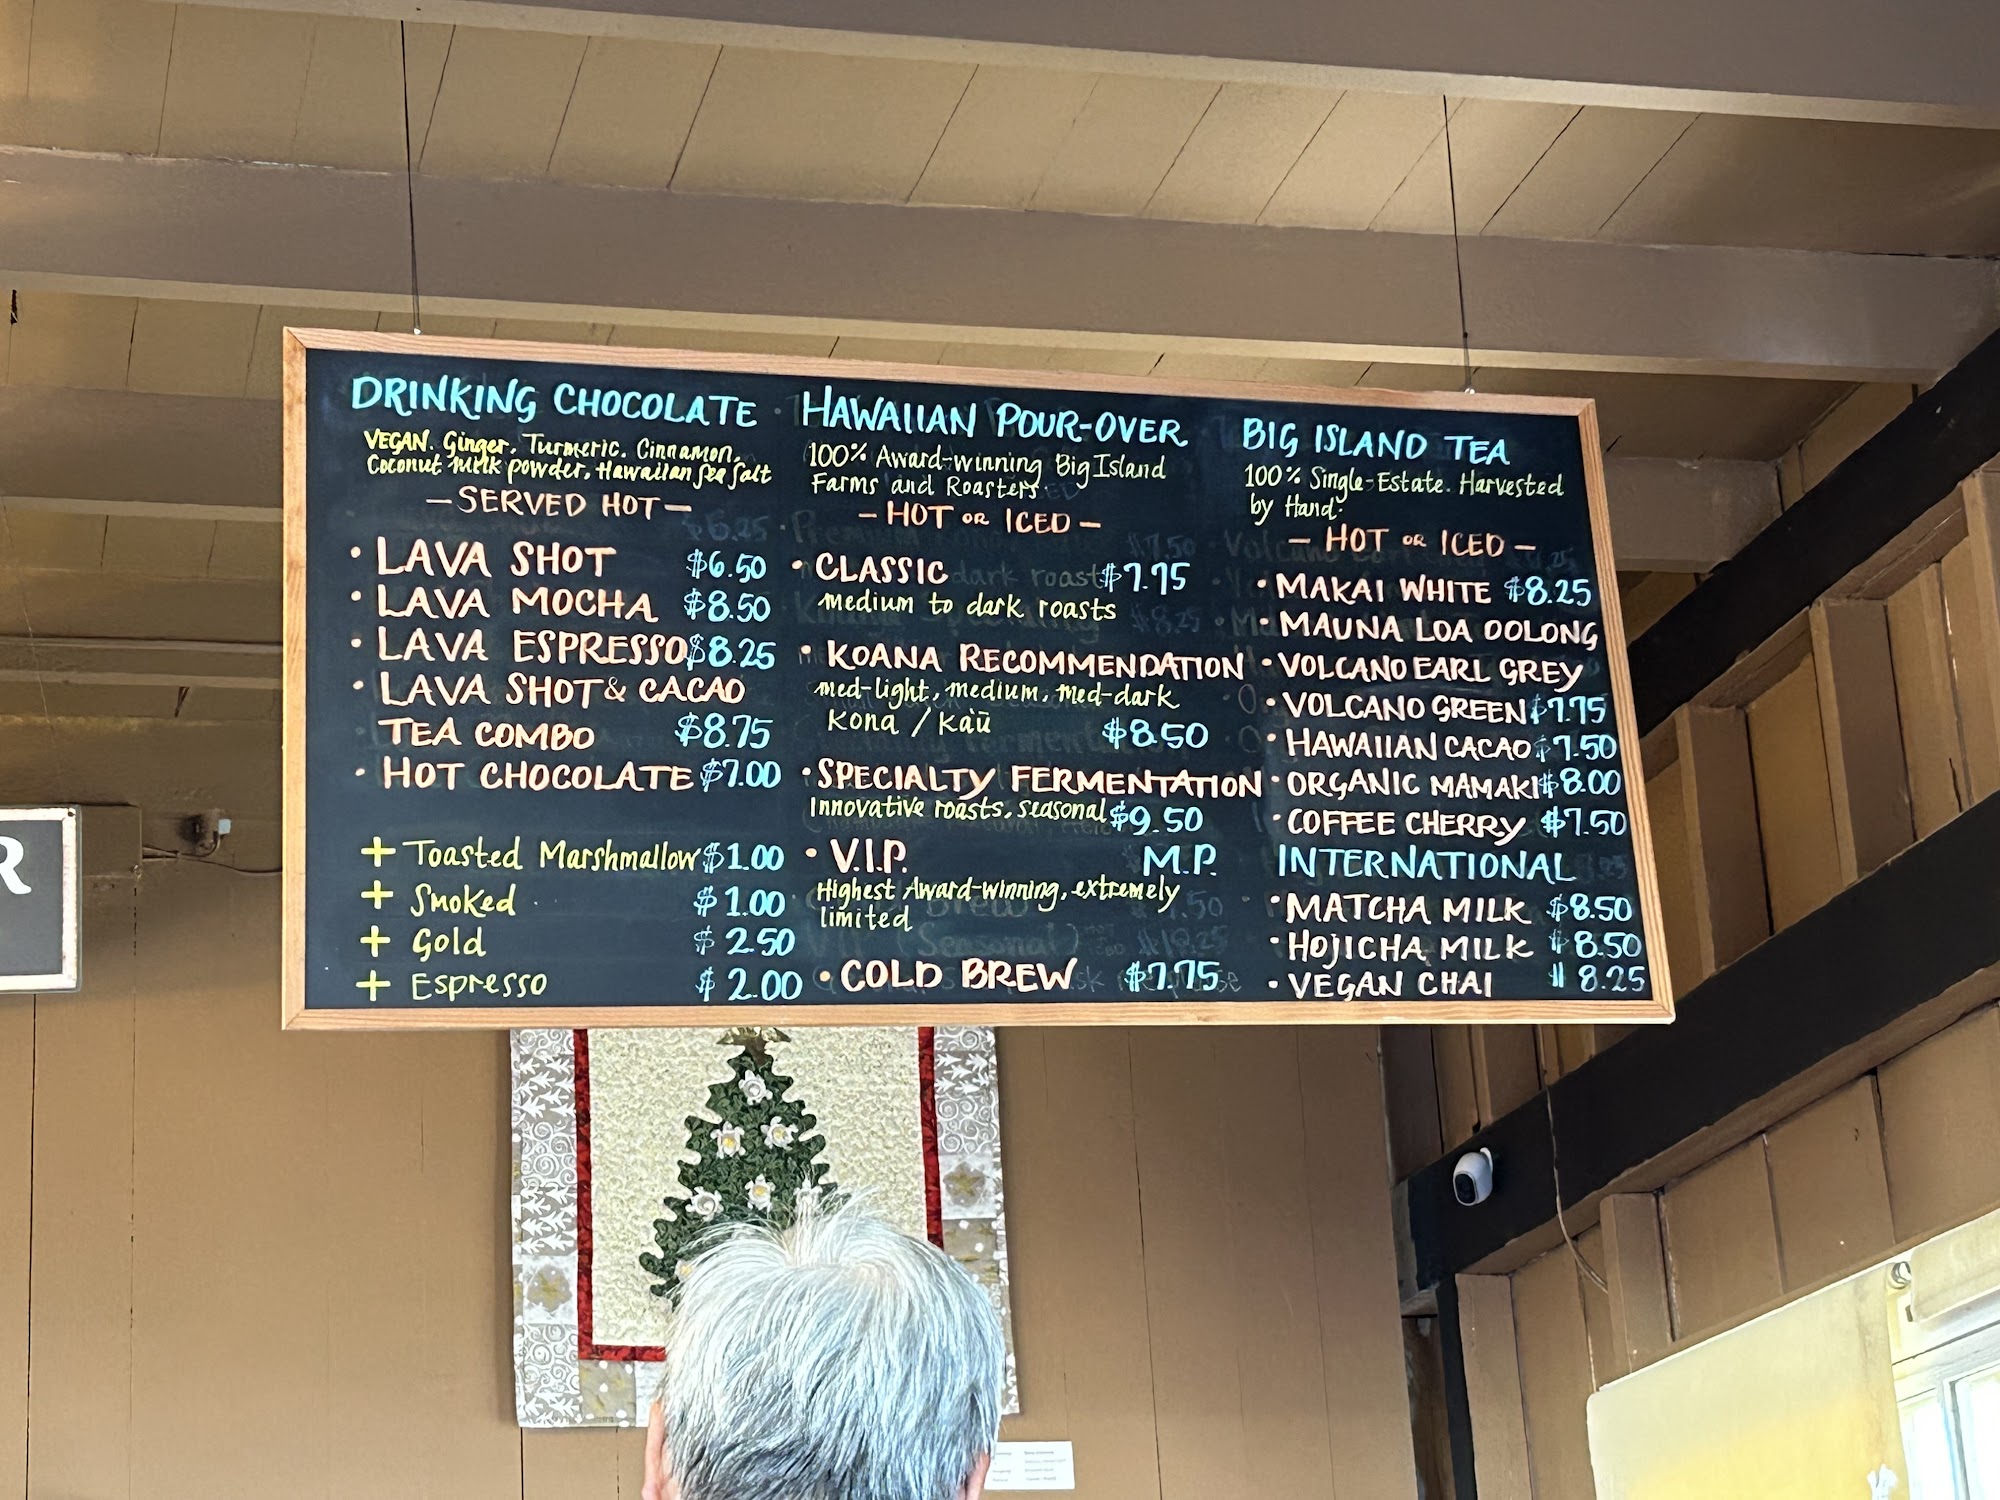 DRINKING CHOCOLATE
VEGAN. Ginger, Turmeric, Cinnamon,
Coconut milk powder, Hawaiian Sea Salt
- SERVED HOT -
• LAVA SHOT $6.50
• LAVA MOCHA $8.50
• LAVA ESPRESSO $8.25
• LAVA SHOT & CACAO
TEA COMBO $8.75
• HOT CHOCOLATE $7.00
+ Toasted Marshmallow $1.00
+ Smoked $1.00
+ Gold $2.50
+ Espresso $2.00
HAWAIIAN POUR-OVER
100% Award-winning Big Island
Farms and Roasters.
- HOT OR ICED -
• CLASSIC $7.75
medium to dark roasts
• KOANA RECOMMENDATION
med-light, medium, med-dark
Kona / Ka'ū $8.50
• SPECIALTY FERMENTATION
Innovative roasts, seasonal $9.50
• V.I.P. M.P.
Highest Award-winning, extremely
limited
• COLD BREW $7.75
BIG ISLAND TEA
100% Single-Estate. Harvested
by Hand.
- HOT OR ICED -
• MAKAI WHITE $8.25
• MAUNA LOA OOLONG
• VOLCANO EARL GREY
• VOLCANO GREEN $7.75
• HAWAIIAN CACAO $7.50
• ORGANIC MAMAKI $8.00
• COFFEE CHERRY $7.50
INTERNATIONAL
• MATCHA MILK $8.50
• HOJICHA MILK $8.50
• VEGAN CHAI $8.25
R